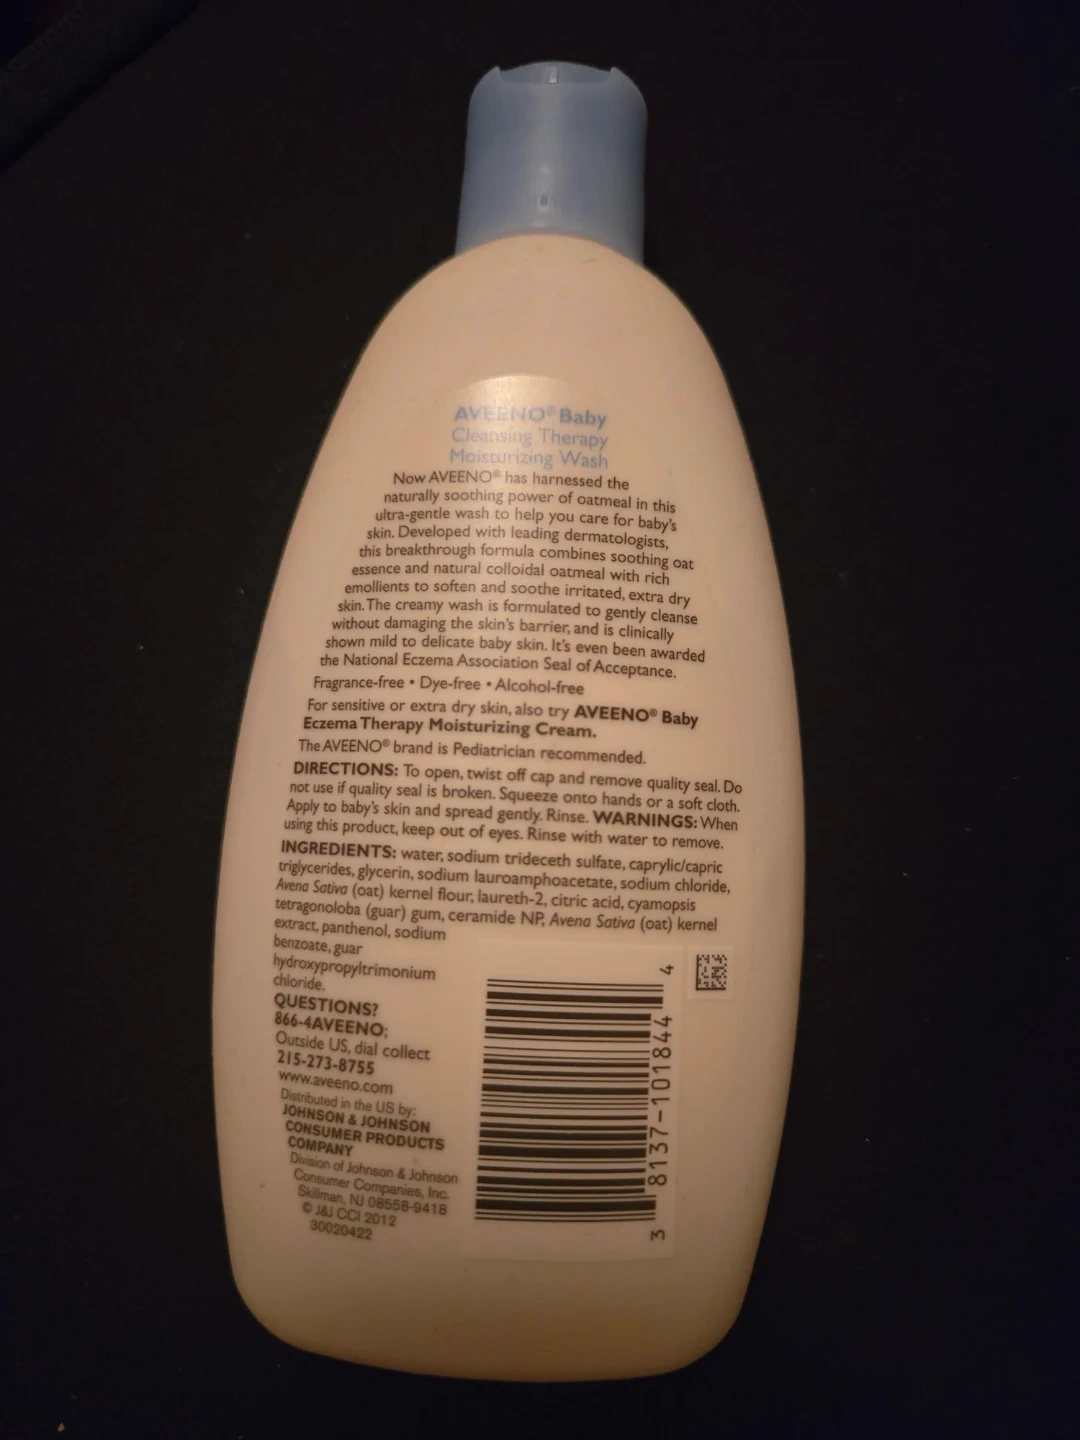 AVEENO® Baby
Cleansing Therapy
Moisturizing Wash
Now AVEENO® has harnessed the
naturally soothing power of oatmeal in this
ultra-gentle wash to help you care for baby's
skin. Developed with leading dermatologists,
this breakthrough formula combines soothing oat
essence and natural colloidal oatmeal with rich
emollients to soften and soothe irritated, extra dry
skin. The creamy wash is formulated to gently cleanse
without damaging the skin's barrier, and is clinically
shown mild to delicate baby skin. It's even been awarded
the National Eczema Association Seal of Acceptance.
Fragrance-free • Dye-free • Alcohol-free
For sensitive or extra dry skin, also try AVEENO® Baby
Eczema Therapy Moisturizing Cream.
The AVEENO® brand is Pediatrician recommended.
DIRECTIONS: To open, twist off cap and remove quality seal. Do
not use if quality seal is broken. Squeeze onto hands or a soft cloth.
Apply to baby's skin and spread gently. Rinse. WARNINGS: When
using this product, keep out of eyes. Rinse with water to remove.
INGREDIENTS: water, sodium trideceth sulfate, caprylic/capric
triglycerides, glycerin, sodium lauroamphoacetate, sodium chloride,
Avena Sativa (oat) kernel flour, laureth-2, citric acid, cyamopsis
tetragonoloba (guar) gum, ceramide NP, Avena Sativa (oat) kernel
extract, panthenol, sodium
benzoate, guar
hydroxypropyltrimonium
chloride.
QUESTIONS?
866-4AVEENO;
Outside US, dial collect
215-273-8755
www.aveeno.com
Distributed in the US by:
JOHNSON & JOHNSON
CONSUMER PRODUCTS
COMPANY
Division of Johnson & Johnson
Consumer Companies, Inc.
Skillman, NJ 08558-9418
© J&J CCI 2012
30020422
3 8137-101844 4